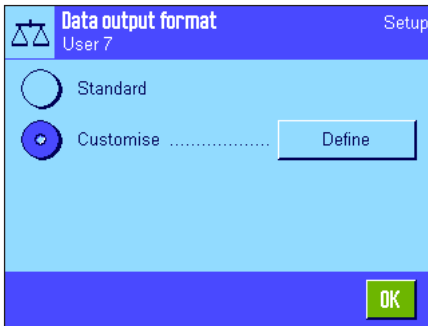 Data output format Setup
User 7
Standard
Customise ................... Define
OK